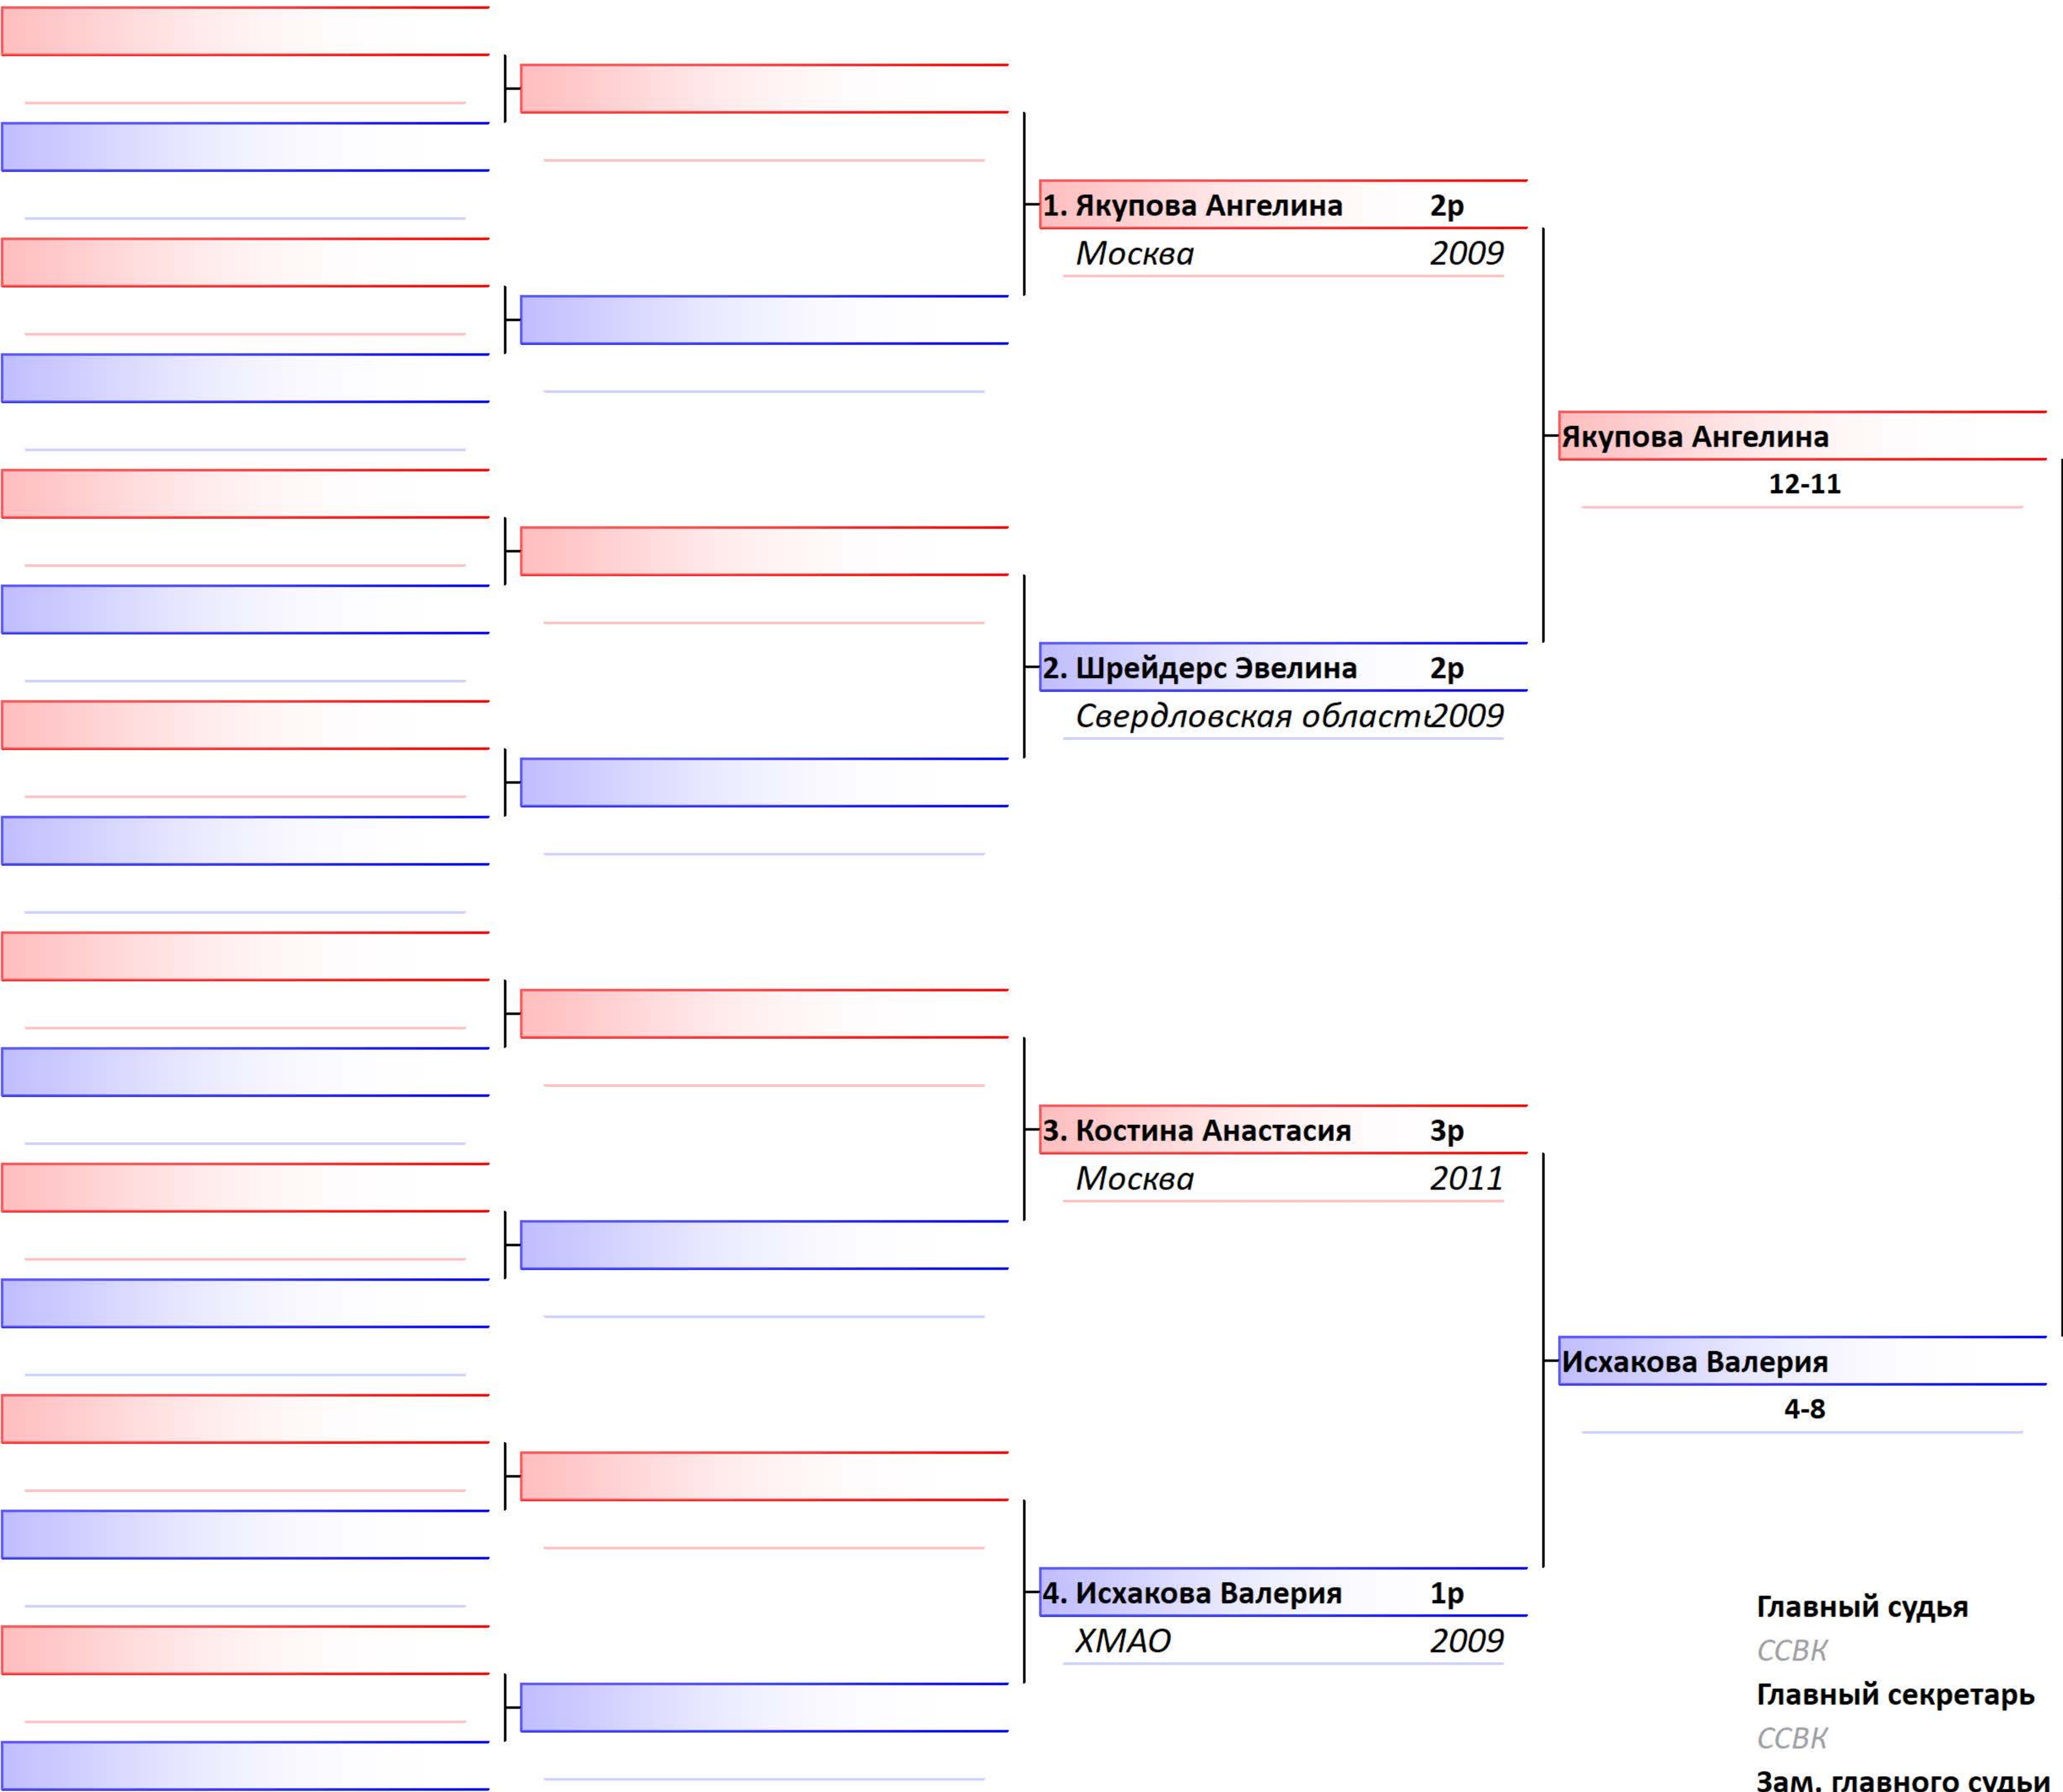 1. Якупова Ангелина 2р
Москва 2009
Якупова Ангелина
12-11
2. Шрейдерс Эвелина 2р
Свердловская область 2009
3. Костина Анастасия 3р
Москва 2011
Исхакова Валерия
4-8
4. Исхакова Валерия 1р
ХМАО 2009
Главный судья
ССВК
Главный секретарь
ССВК
Зам. главного судьи